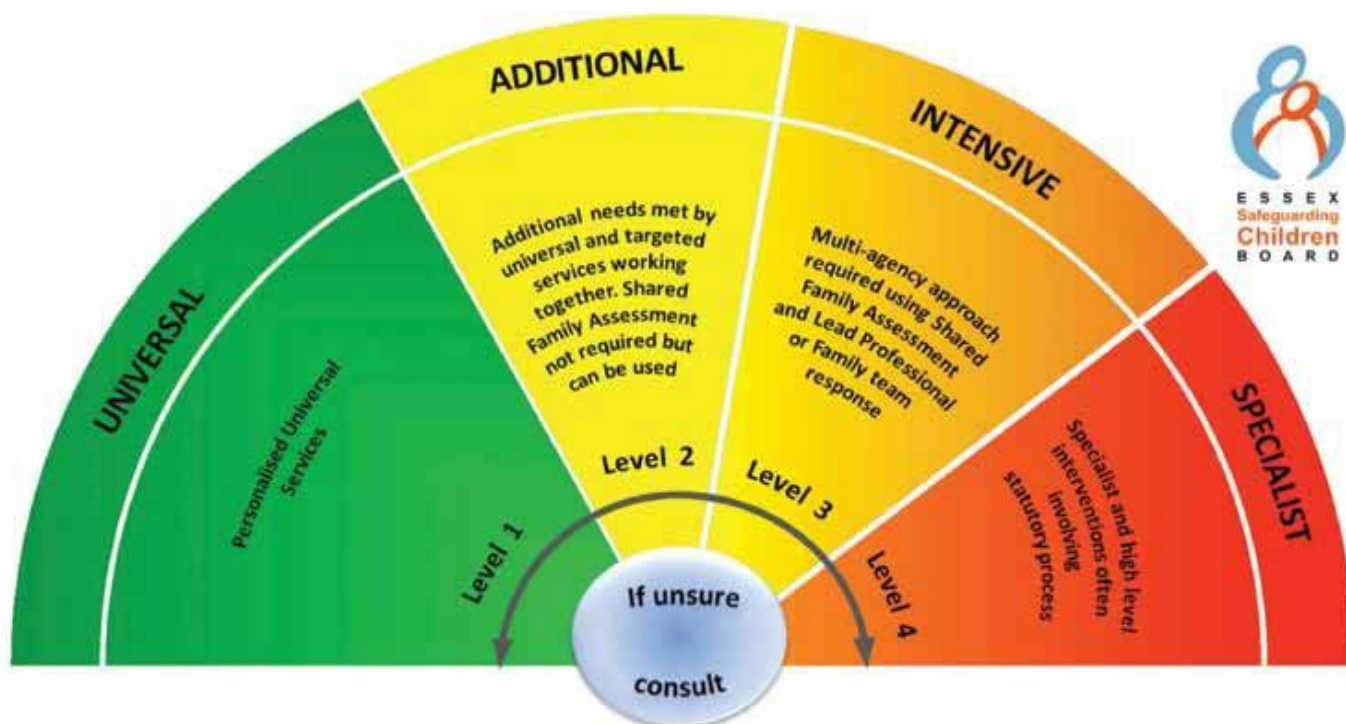 UNIVERSAL
Personalised Universal
Services
Level 1
ADDITIONAL
Additional needs met by
universal and targeted
services working
together. Shared
Family Assessment
not required but
can be used
Level 2
INTENSIVE
Multi-agency approach
required using Shared
Family Assessment
and Lead Professional
or Family team
response
Level 3
SPECIALIST
Specialist and high level
interventions often
involving
statutory process
Level 4
If unsure
consult
ESSEX
Safeguarding
Children
BOARD